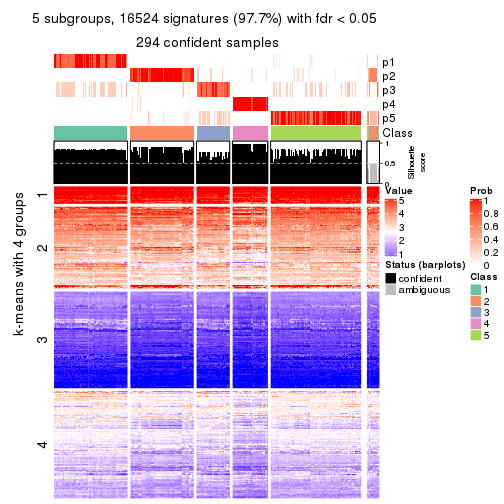 5 subgroups, 16524 signatures (97.7%) with fdr < 0.05
294 confident samples
p1
p2
p3
p4
p5
Class
1
0.5
0
Silhouette
score
k-means with 4 groups
1
2
3
4
Value
5
4
3
2
1
Status (barplots)
confident
ambiguous
Prob
1
0.8
0.6
0.4
0.2
0
Class
1
2
3
4
5